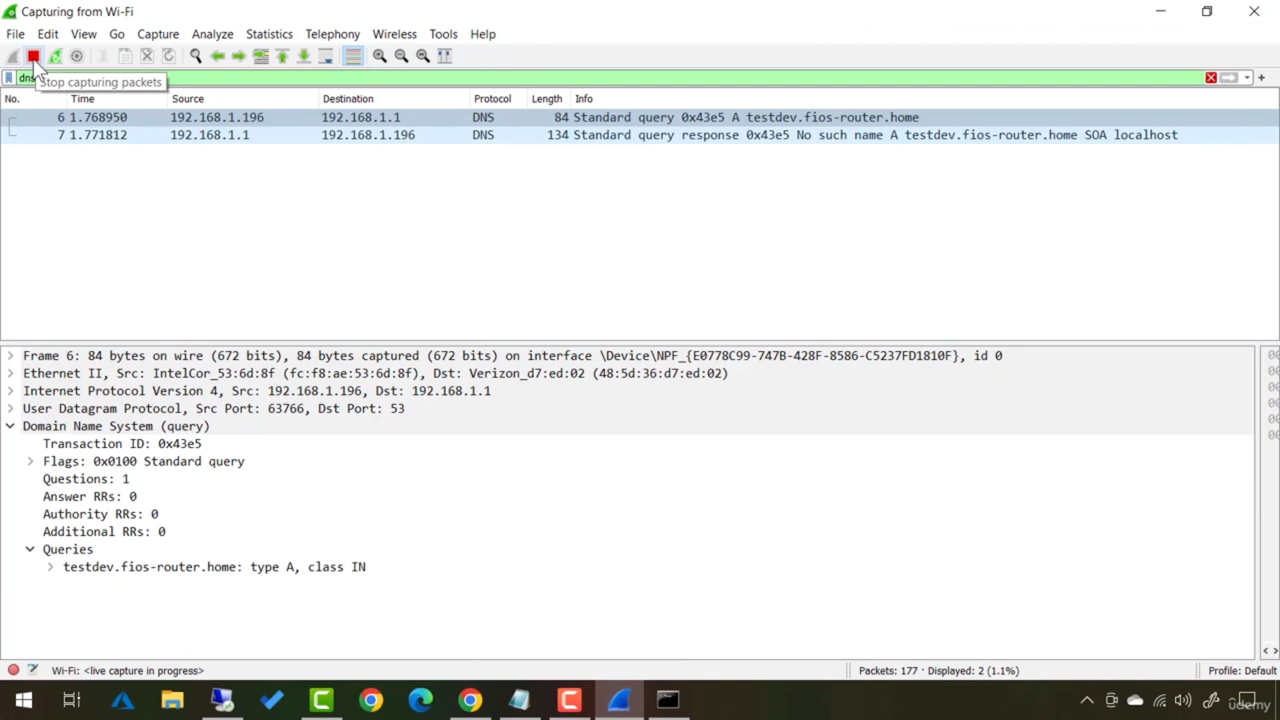 Capturing from Wi-Fi
File Edit View Go Capture Analyze Statistics Telephony Wireless Tools Help
dns
Stop capturing packets
No. Time Source Destination Protocol Length Info
6 1.768950 192.168.1.196 192.168.1.1 DNS 84 Standard query 0x43e5 A testdev.fios-router.home
7 1.771812 192.168.1.1 192.168.1.196 DNS 134 Standard query response 0x43e5 No such name A testdev.fios-router.home SOA localhost
Frame 6: 84 bytes on wire (672 bits), 84 bytes captured (672 bits) on interface \Device\NPF_{E0778C99-747B-428F-8586-C5237FD1810F}, id 0
Ethernet II, Src: IntelCor_53:6d:8f (fc:f8:ae:53:6d:8f), Dst: Verizon_d7:ed:02 (48:5d:36:d7:ed:02)
Internet Protocol Version 4, Src: 192.168.1.196, Dst: 192.168.1.1
User Datagram Protocol, Src Port: 63766, Dst Port: 53
Domain Name System (query)
Transaction ID: 0x43e5
Flags: 0x0100 Standard query
Questions: 1
Answer RRs: 0
Authority RRs: 0
Additional RRs: 0
Queries
testdev.fios-router.home: type A, class IN
Wi-Fi: <live capture in progress>
Packets: 177 · Displayed: 2 (1.1%)
Profile: Default
udemy